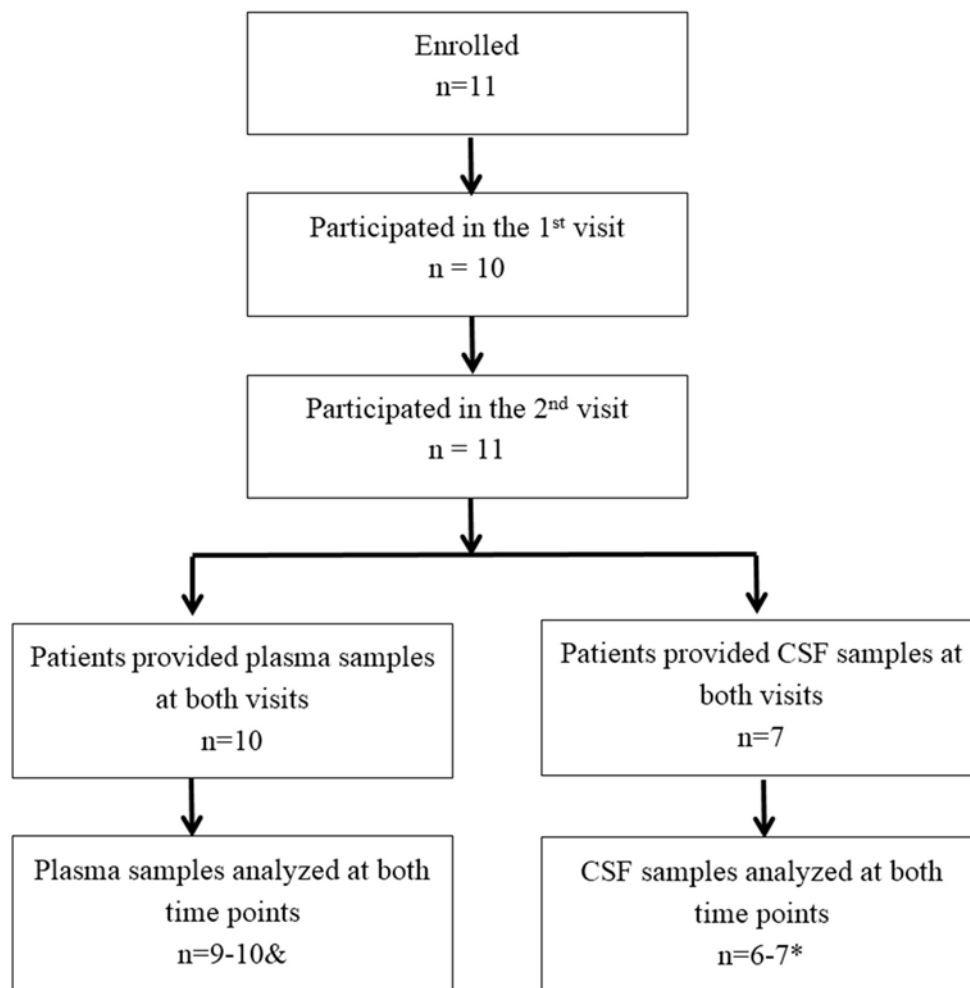 Enrolled
n=11
Participated in the 1st visit
n = 10
Participated in the 2nd visit
n = 11
Patients provided plasma samples
at both visits
n=10
Patients provided CSF samples at
both visits
n=7
Plasma samples analyzed at both
time points
n=9-10&
CSF samples analyzed at both
time points
n=6-7*